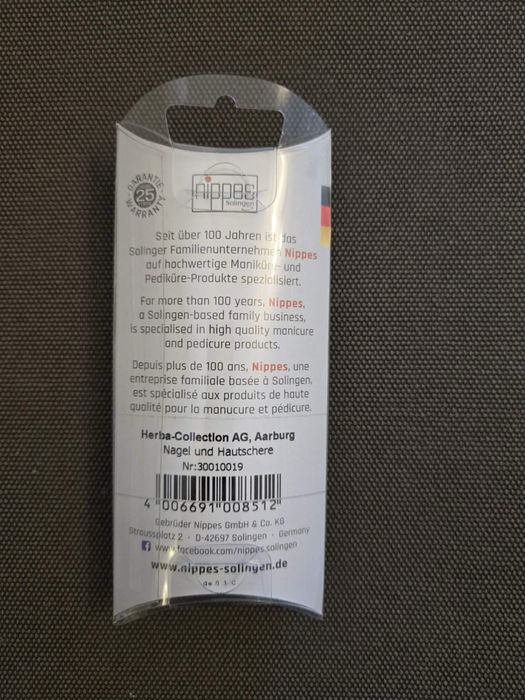 GARANTIE
25
WARRANTY
nippes
Solingen
Seit über 100 Jahren ist das
Solinger Familienunternehmen Nippes
auf hochwertige Maniküre- und
Pediküre-Produkte spezialisiert.
For more than 100 years, Nippes,
a Solingen-based family business,
is specialised in high quality manicure
and pedicure products.
Depuis plus de 100 ans, Nippes, une
entreprise familiale basée à Solingen,
est spécialisé aux produits de haute
qualité pour la manucure et pédicure.
Herba-Collection AG, Aarburg
Nagel und Hautschere
Nr:30010019
4 006691 008512
Gebrüder Nippes GmbH & Co. KG
Straussplatz 2 · D-42697 Solingen · Germany
www.facebook.com/nippes.solingen
www.nippes-solingen.de